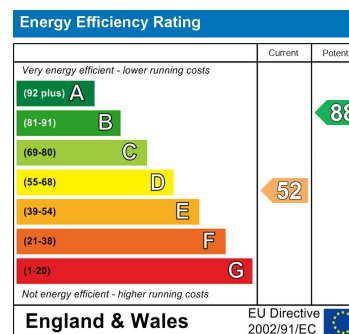 Energy Efficiency Rating
Current
Potent
Very energy efficient - lower running costs
(92 plus) A
(81-91) B
88
(69-80) C
(55-68) D
52
(39-54) E
(21-38) F
(1-20) G
Not energy efficient - higher running costs
England & Wales
EU Directive
2002/91/EC